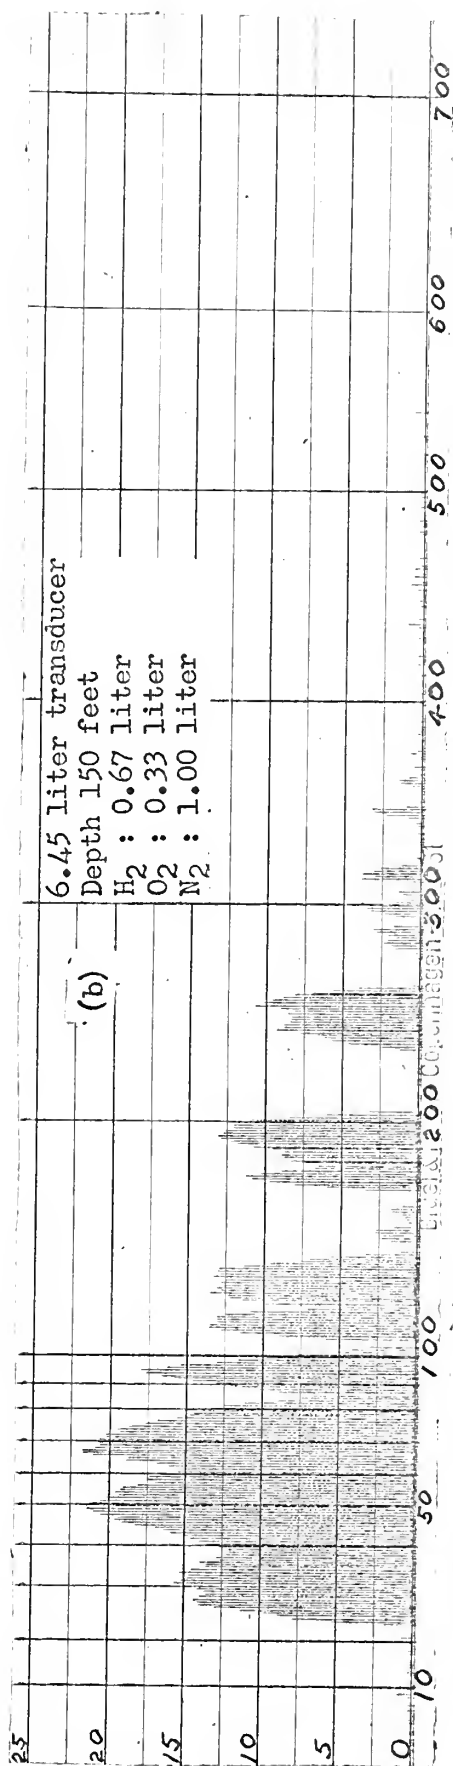 6.45 liter transducer
Depth 150 feet
H2 : 0.67 liter
O2 : 0.33 liter
N2 : 1.00 liter
(b)
25
20
15
10
5
0
10 50 100 200 300 400 500 600 700
Copenhagen